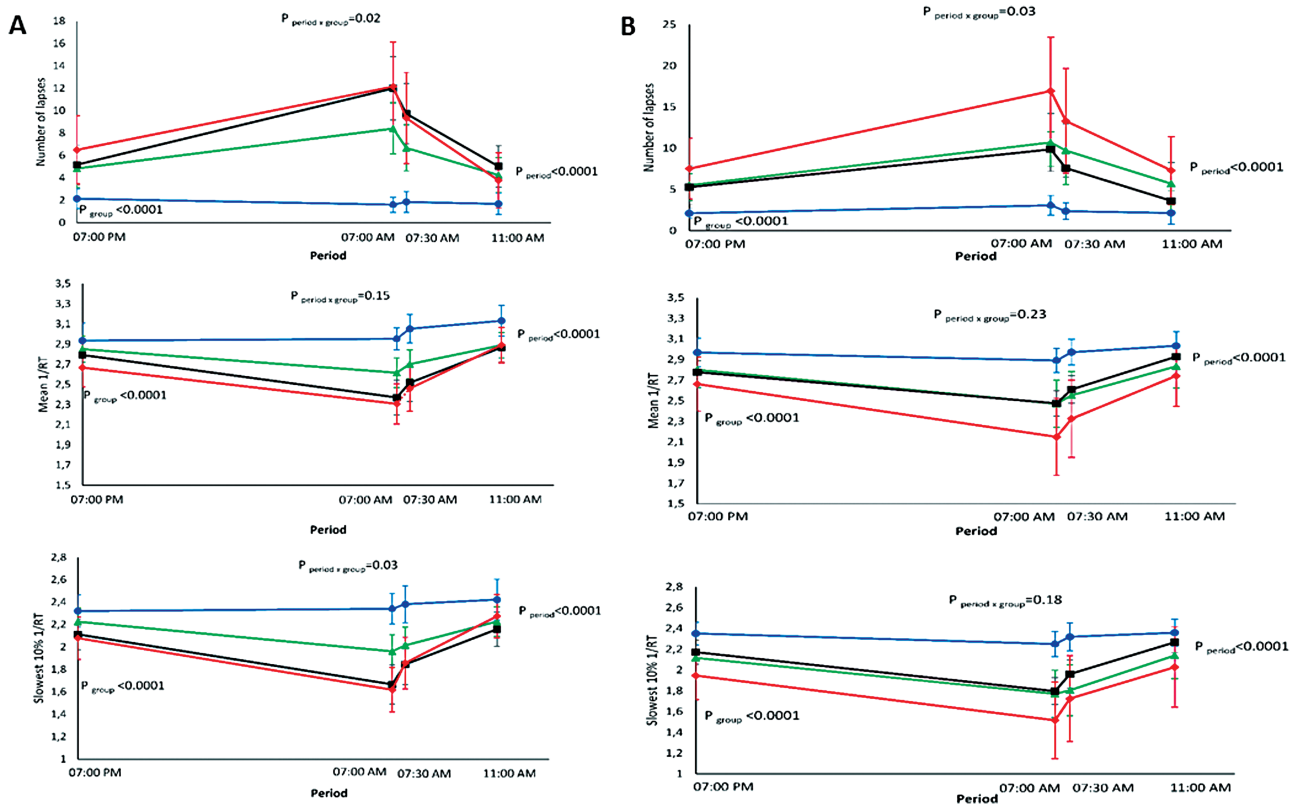 A
P period x group=0.02
Number of lapses
18
16
14
12
10
8
6
4
2
0
P period<0.0001
P group <0.0001
07:00 PM
07:00 AM
07:30 AM
11:00 AM
Period
P period x group=0.15
Mean 1/RT
3,5
3,3
3,1
2,9
2,7
2,5
2,3
2,1
1,9
1,7
1,5
P period<0.0001
P group <0.0001
07:00 PM
07:00 AM
07:30 AM
11:00 AM
Period
P period x group=0.03
Slowest 10% 1/RT
2,8
2,6
2,4
2,2
2
1,8
1,6
1,4
1,2
1
P period<0.0001
P group <0.0001
07:00 PM
07:00 AM
07:30 AM
11:00 AM
Period
B
P period x group=0.03
Number of lapses
25
20
15
10
5
0
P period<0.0001
P group <0.0001
07:00 PM
07:00 AM
07:30 AM
11:00 AM
Period
P period x group=0.23
Mean 1/RT
3,5
3,3
3,1
2,9
2,7
2,5
2,3
2,1
1,9
1,7
1,5
P period<0.0001
P group <0.0001
07:00 PM
07:00 AM
07:30 AM
11:00 AM
Period
P period x group=0.18
Slowest 10% 1/RT
2,8
2,6
2,4
2,2
2
1,8
1,6
1,4
1,2
1
P period<0.0001
P group <0.0001
07:00 PM
07:00 AM
07:30 AM
11:00 AM
Period